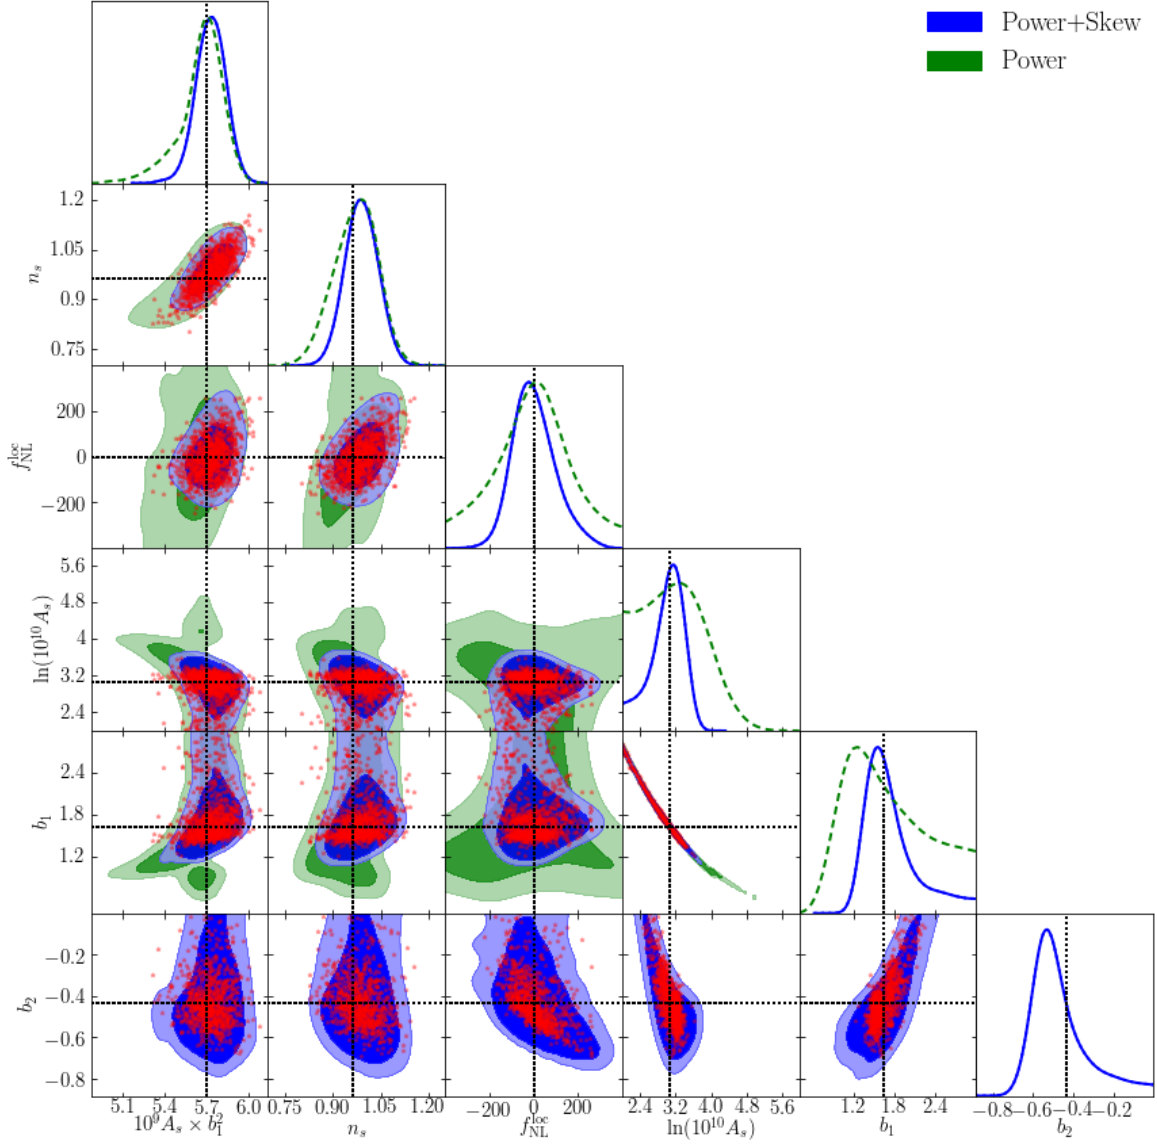 Power+Skew
Power
1.2
1.05
0.9
0.75
n_s
200
0
−200
f_NL^loc
5.6
4.8
4
3.2
2.4
ln(10^10 A_s)
2.4
1.8
1.2
b_1
−0.2
−0.4
−0.6
−0.8
b_2
5.1 5.4 5.7 6.0 0.75 0.90 1.05 1.20 −200 0 200 2.4 3.2 4.0 4.8 5.6 1.2 1.8 2.4 −0.8 −0.6 −0.4 −0.2
10^9 A_s × b_1^2 n_s f_NL^loc ln(10^10 A_s) b_1 b_2